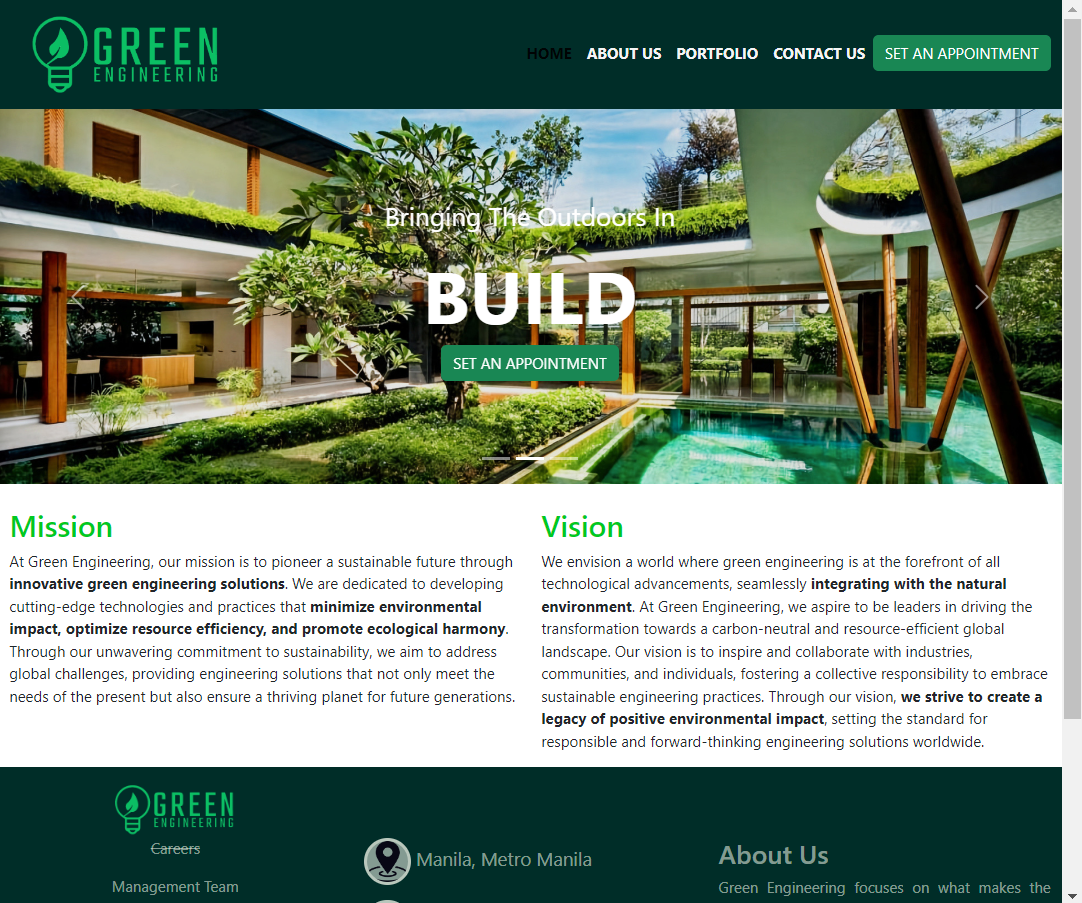 GREEN
ENGINEERING
HOME ABOUT US PORTFOLIO CONTACT US SET AN APPOINTMENT
Bringing The Outdoors In
BUILD
SET AN APPOINTMENT
Mission
At Green Engineering, our mission is to pioneer a sustainable future through
innovative green engineering solutions. We are dedicated to developing
cutting-edge technologies and practices that minimize environmental
impact, optimize resource efficiency, and promote ecological harmony.
Through our unwavering commitment to sustainability, we aim to address
global challenges, providing engineering solutions that not only meet the
needs of the present but also ensure a thriving planet for future generations.
Vision
We envision a world where green engineering is at the forefront of all
technological advancements, seamlessly integrating with the natural
environment. At Green Engineering, we aspire to be leaders in driving the
transformation towards a carbon-neutral and resource-efficient global
landscape. Our vision is to inspire and collaborate with industries,
communities, and individuals, fostering a collective responsibility to embrace
sustainable engineering practices. Through our vision, we strive to create a
legacy of positive environmental impact, setting the standard for
responsible and forward-thinking engineering solutions worldwide.
GREEN
ENGINEERING
Careers
Management Team
Manila, Metro Manila
About Us
Green Engineering focuses on what makes the